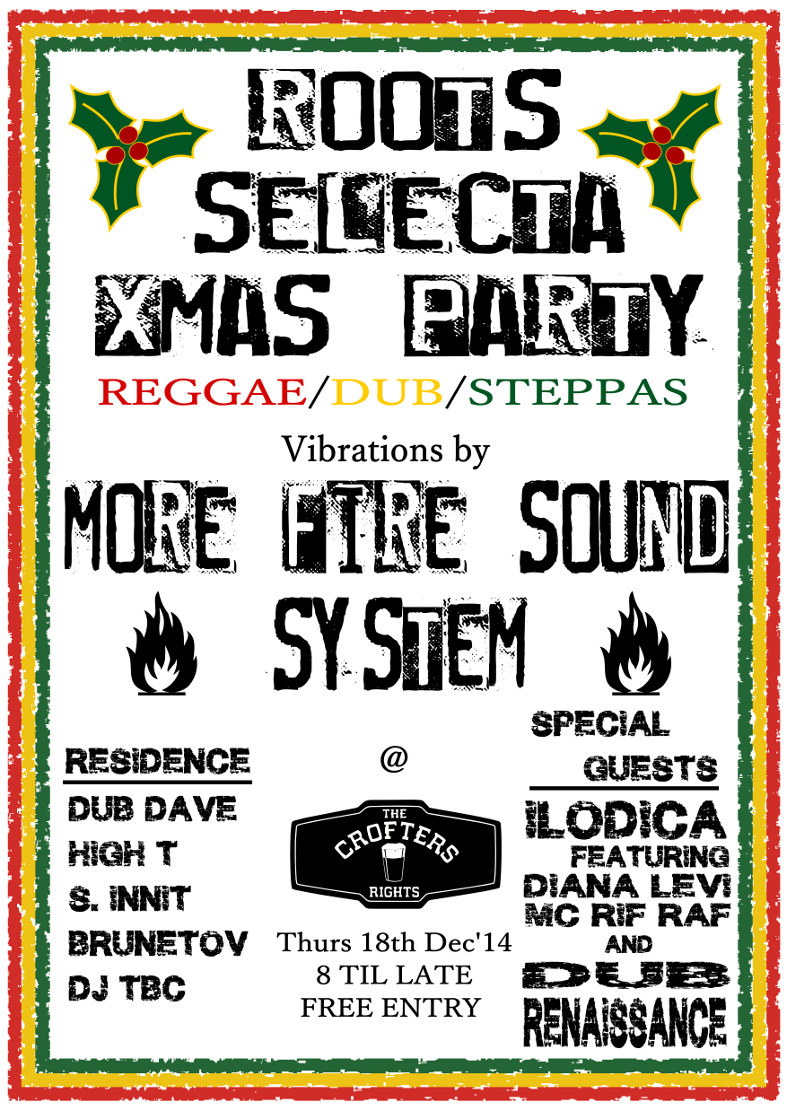 ROOTS
SELECTA
XMAS PARTY
REGGAE/DUB/STEPPAS
Vibrations by
MORE FIRE SOUND
SYSTEM
RESIDENCE
DUB DAVE
HIGH T
S. INNIT
BRUNETOV
DJ TBC
@
THE
CROFTERS
RIGHTS
Thurs 18th Dec'14
8 TIL LATE
FREE ENTRY
SPECIAL
GUESTS
ILODICA
FEATURING
DIANA LEVI
MC RIF RAF
AND
DUB
RENAISSANCE